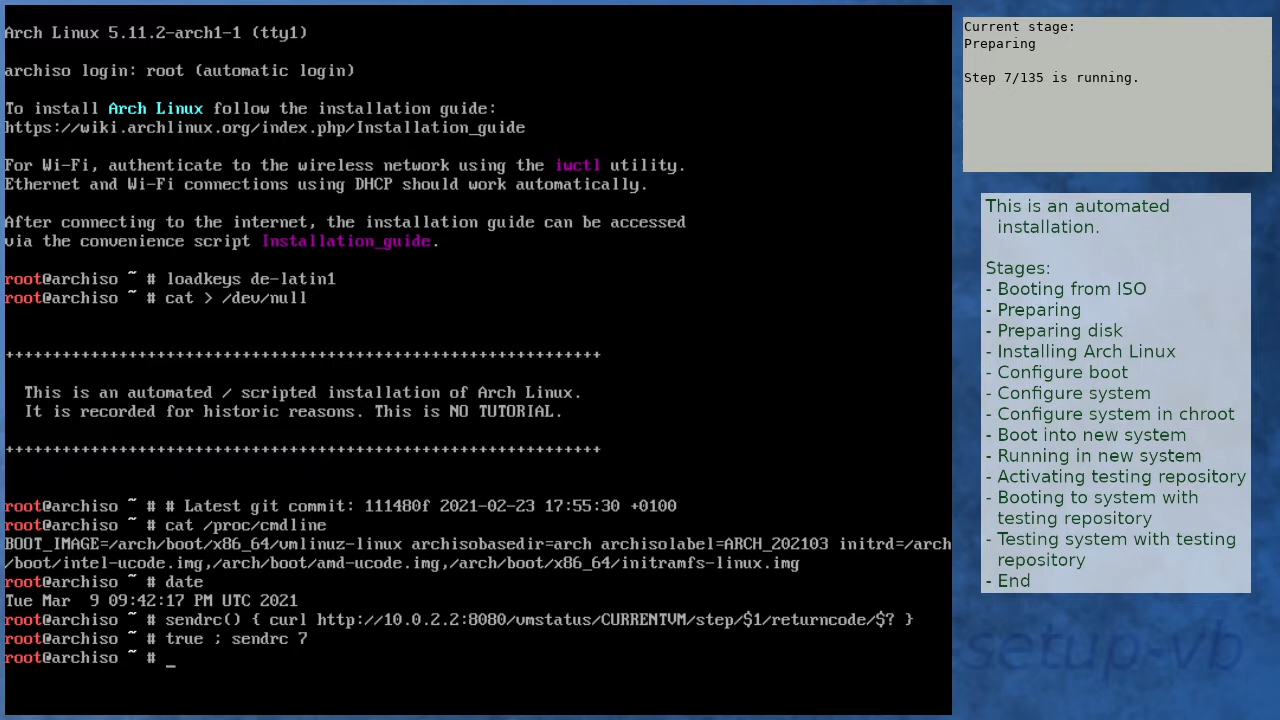 Arch Linux 5.11.2-arch1-1 (tty1)
archiso login: root (automatic login)
To install Arch Linux follow the installation guide:
https://wiki.archlinux.org/index.php/Installation_guide
For Wi-Fi, authenticate to the wireless network using the iwctl utility.
Ethernet and Wi-Fi connections using DHCP should work automatically.
After connecting to the internet, the installation guide can be accessed
via the convenience script Installation_guide.
root@archiso ~ # loadkeys de-latin1
root@archiso ~ # cat > /dev/null
+++++++++++++++++++++++++++++++++++++++++++++++++++++++++++++++
This is an automated / scripted installation of Arch Linux.
It is recorded for historic reasons. This is NO TUTORIAL.
+++++++++++++++++++++++++++++++++++++++++++++++++++++++++++++++
root@archiso ~ # # Latest git commit: 111480f 2021-02-23 17:55:30 +0100
root@archiso ~ # cat /proc/cmdline
BOOT_IMAGE=/arch/boot/x86_64/vmlinuz-linux archisobasedir=arch archisolabel=ARCH_202103 initrd=/arch
/boot/intel-ucode.img,/arch/boot/amd-ucode.img,/arch/boot/x86_64/initramfs-linux.img
root@archiso ~ # date
Tue Mar  9 09:42:17 PM UTC 2021
root@archiso ~ # sendrc() { curl http://10.0.2.2:8080/vmstatus/CURRENTVM/step/$1/returncode/$? }
root@archiso ~ # true ; sendrc 7
root@archiso ~ # _
Current stage:
Preparing
Step 7/135 is running.
This is an automated
installation.
Stages:
- Booting from ISO
- Preparing
- Preparing disk
- Installing Arch Linux
- Configure boot
- Configure system
- Configure system in chroot
- Boot into new system
- Running in new system
- Activating testing repository
- Booting to system with
testing repository
- Testing system with testing
repository
- End
setup-vb